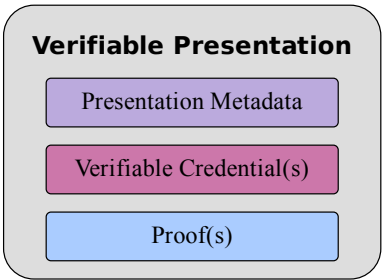 Verifiable Presentation
Presentation Metadata
Verifiable Credential(s)
Proof(s)